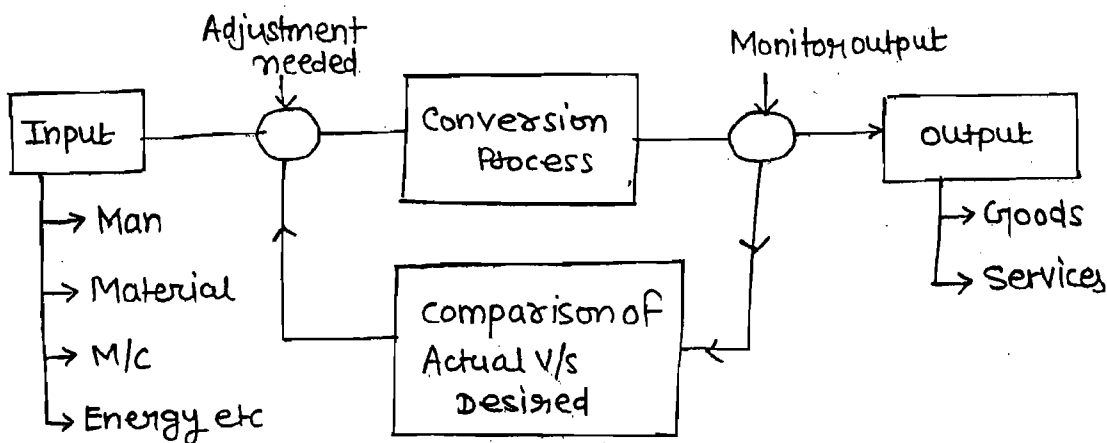 Adjustment
needed
Monitor output
Input
Conversion
Process
output
Man
Material
M/C
Energy etc
Comparison of
Actual V/s
Desired
Goods
Services